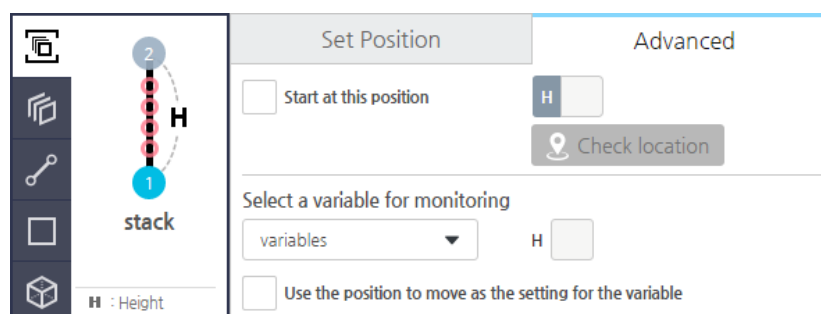 Set Position
Advanced
2
H
1
stack
H : Height
Start at this position
H
Check location
Select a variable for monitoring
variables
H
Use the position to move as the setting for the variable